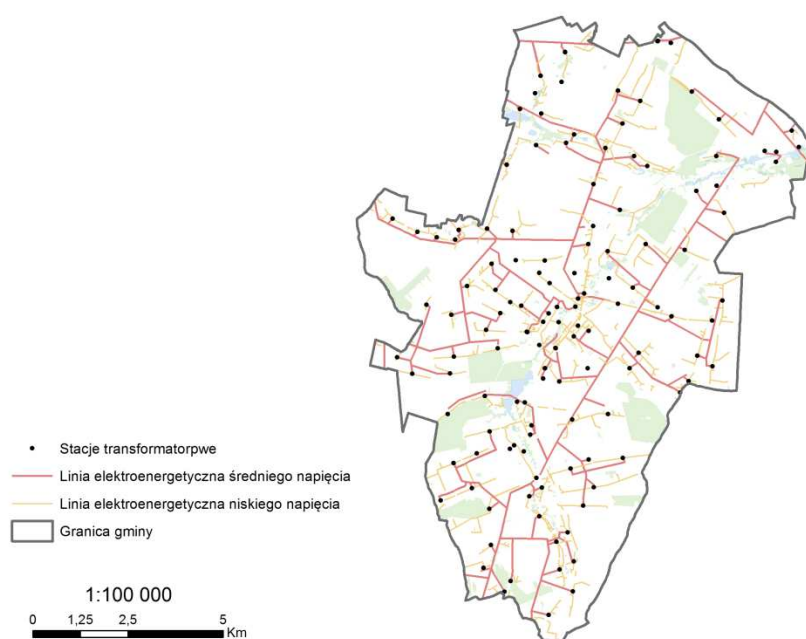 Stacje transformatorpwe
Linia elektroenergetyczna średniego napięcia
Linia elektroenergetyczna niskiego napięcia
Granica gminy
1:100 000
0 1,25 2,5 5
Km